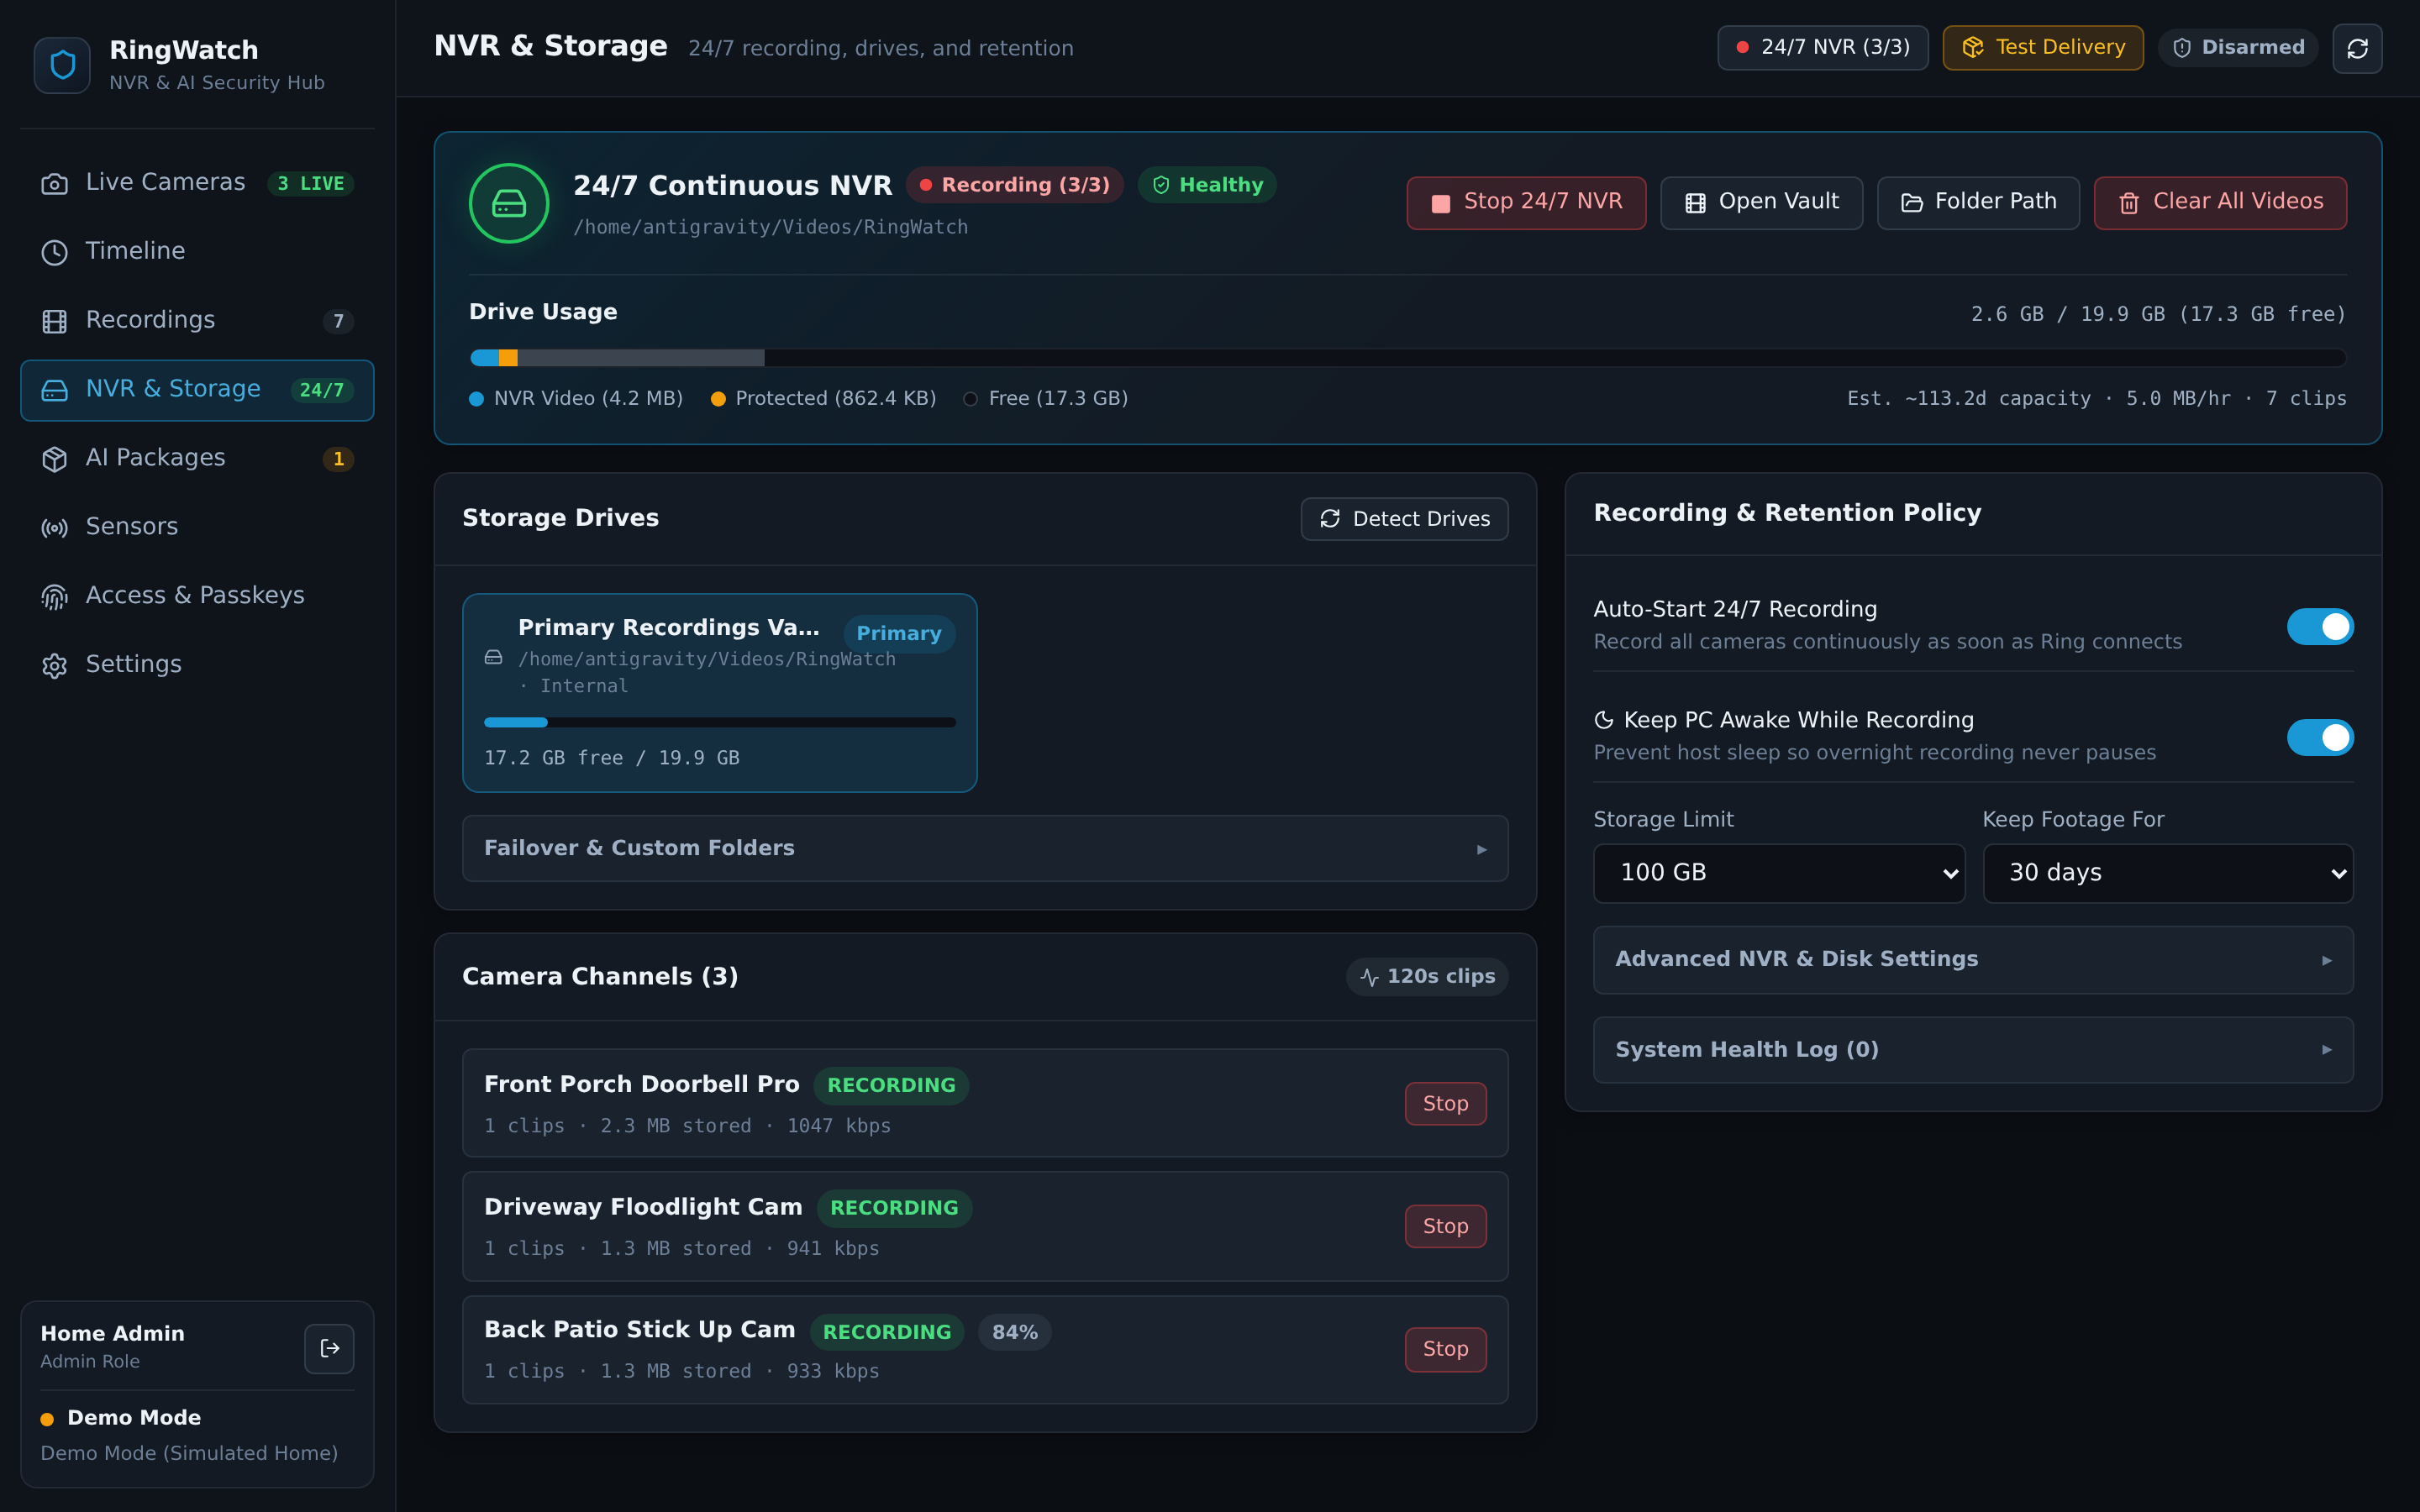 RingWatch
NVR & AI Security Hub
Live Cameras 3 LIVE
Timeline
Recordings 7
NVR & Storage 24/7
AI Packages 1
Sensors
Access & Passkeys
Settings
Home Admin
Admin Role
Demo Mode
Demo Mode (Simulated Home)
NVR & Storage 24/7 recording, drives, and retention
24/7 NVR (3/3) Test Delivery Disarmed
24/7 Continuous NVR Recording (3/3) Healthy
/home/antigravity/Videos/RingWatch
Stop 24/7 NVR Open Vault Folder Path Clear All Videos
Drive Usage 2.6 GB / 19.9 GB (17.3 GB free)
NVR Video (4.2 MB) Protected (862.4 KB) Free (17.3 GB) Est. ~113.2d capacity · 5.0 MB/hr · 7 clips
Storage Drives Detect Drives
Primary Recordings Va… Primary
/home/antigravity/Videos/RingWatch
· Internal
17.2 GB free / 19.9 GB
Failover & Custom Folders
Camera Channels (3) 120s clips
Front Porch Doorbell Pro RECORDING
1 clips · 2.3 MB stored · 1047 kbps
Stop
Driveway Floodlight Cam RECORDING
1 clips · 1.3 MB stored · 941 kbps
Stop
Back Patio Stick Up Cam RECORDING 84%
1 clips · 1.3 MB stored · 933 kbps
Stop
Recording & Retention Policy
Auto-Start 24/7 Recording
Record all cameras continuously as soon as Ring connects
Keep PC Awake While Recording
Prevent host sleep so overnight recording never pauses
Storage Limit Keep Footage For
100 GB 30 days
Advanced NVR & Disk Settings
System Health Log (0)